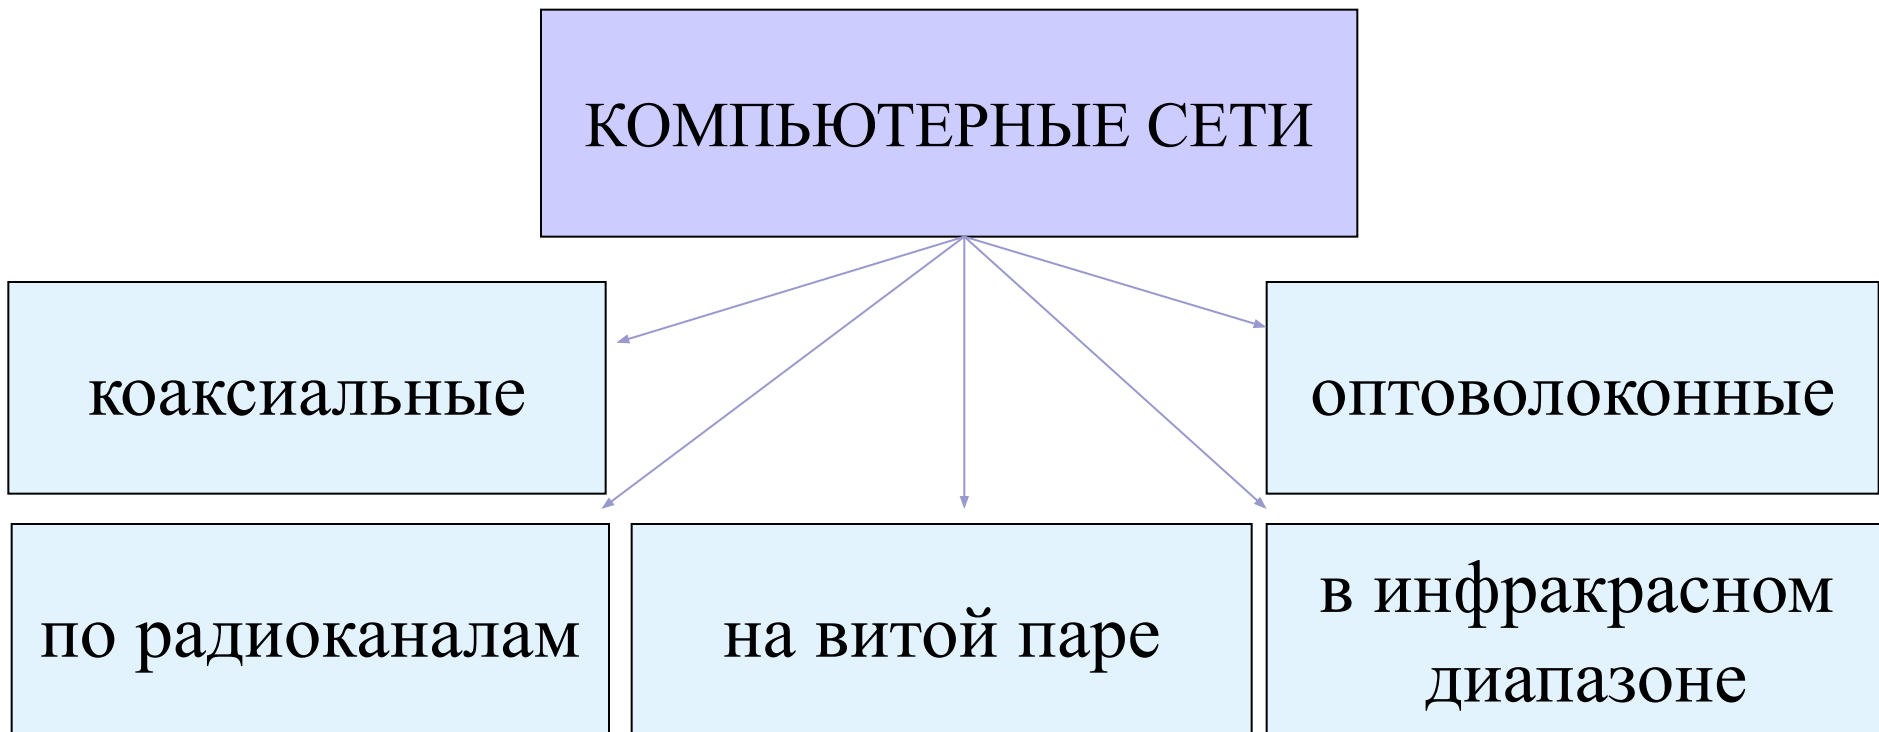 КОМПЬЮТЕРНЫЕ СЕТИ
коаксиальные
оптоволоконные
по радиоканалам
на витой паре
в инфракрасном
диапазоне